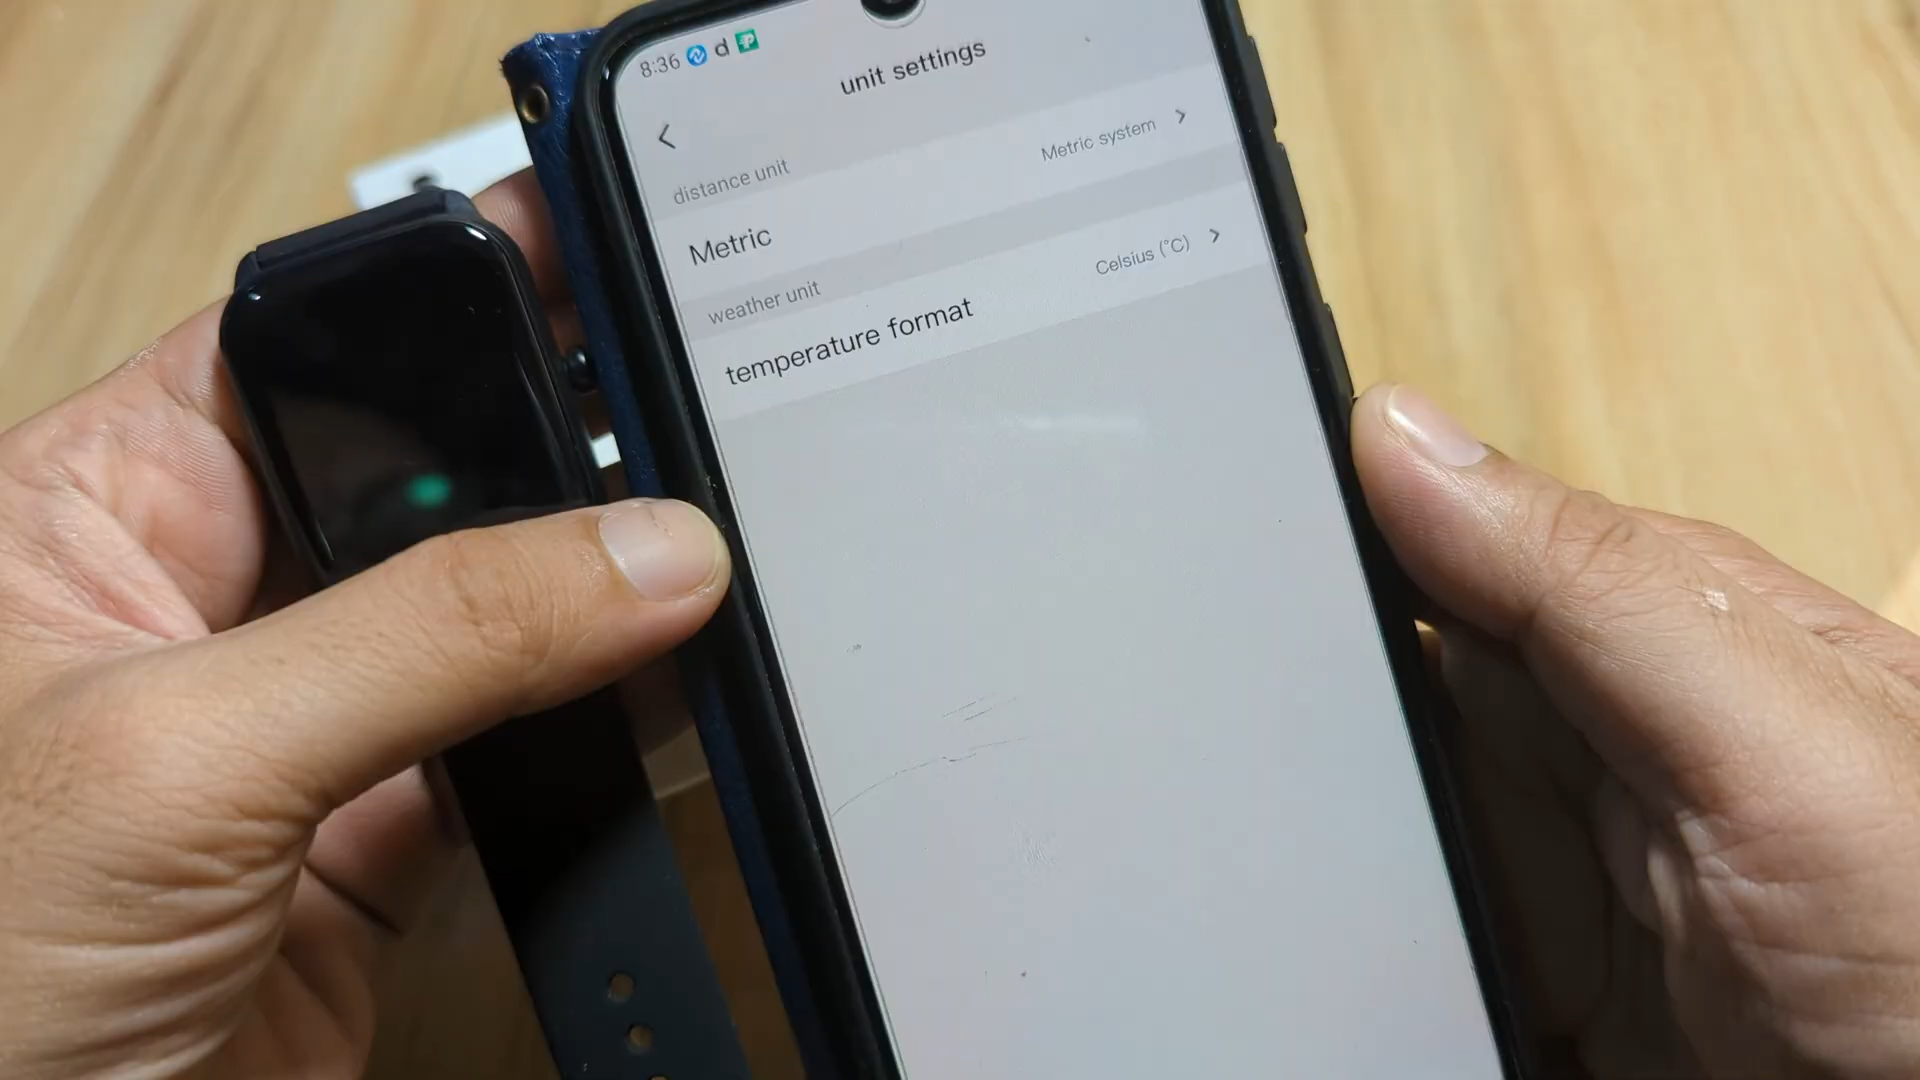 8:36 d
unit settings
distance unit
Metric Metric system
weather unit
temperature format Celsius (°C)